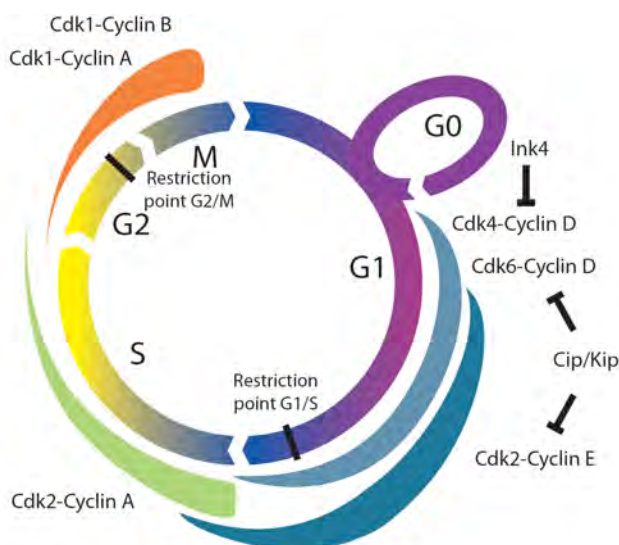 Cdk1-Cyclin B
Cdk1-Cyclin A
G0
Ink4
M
Restriction
point G2/M
G2
Cdk4-Cyclin D
G1
Cdk6-Cyclin D
S
Cip/Kip
Restriction
point G1/S
Cdk2-Cyclin E
Cdk2-Cyclin A